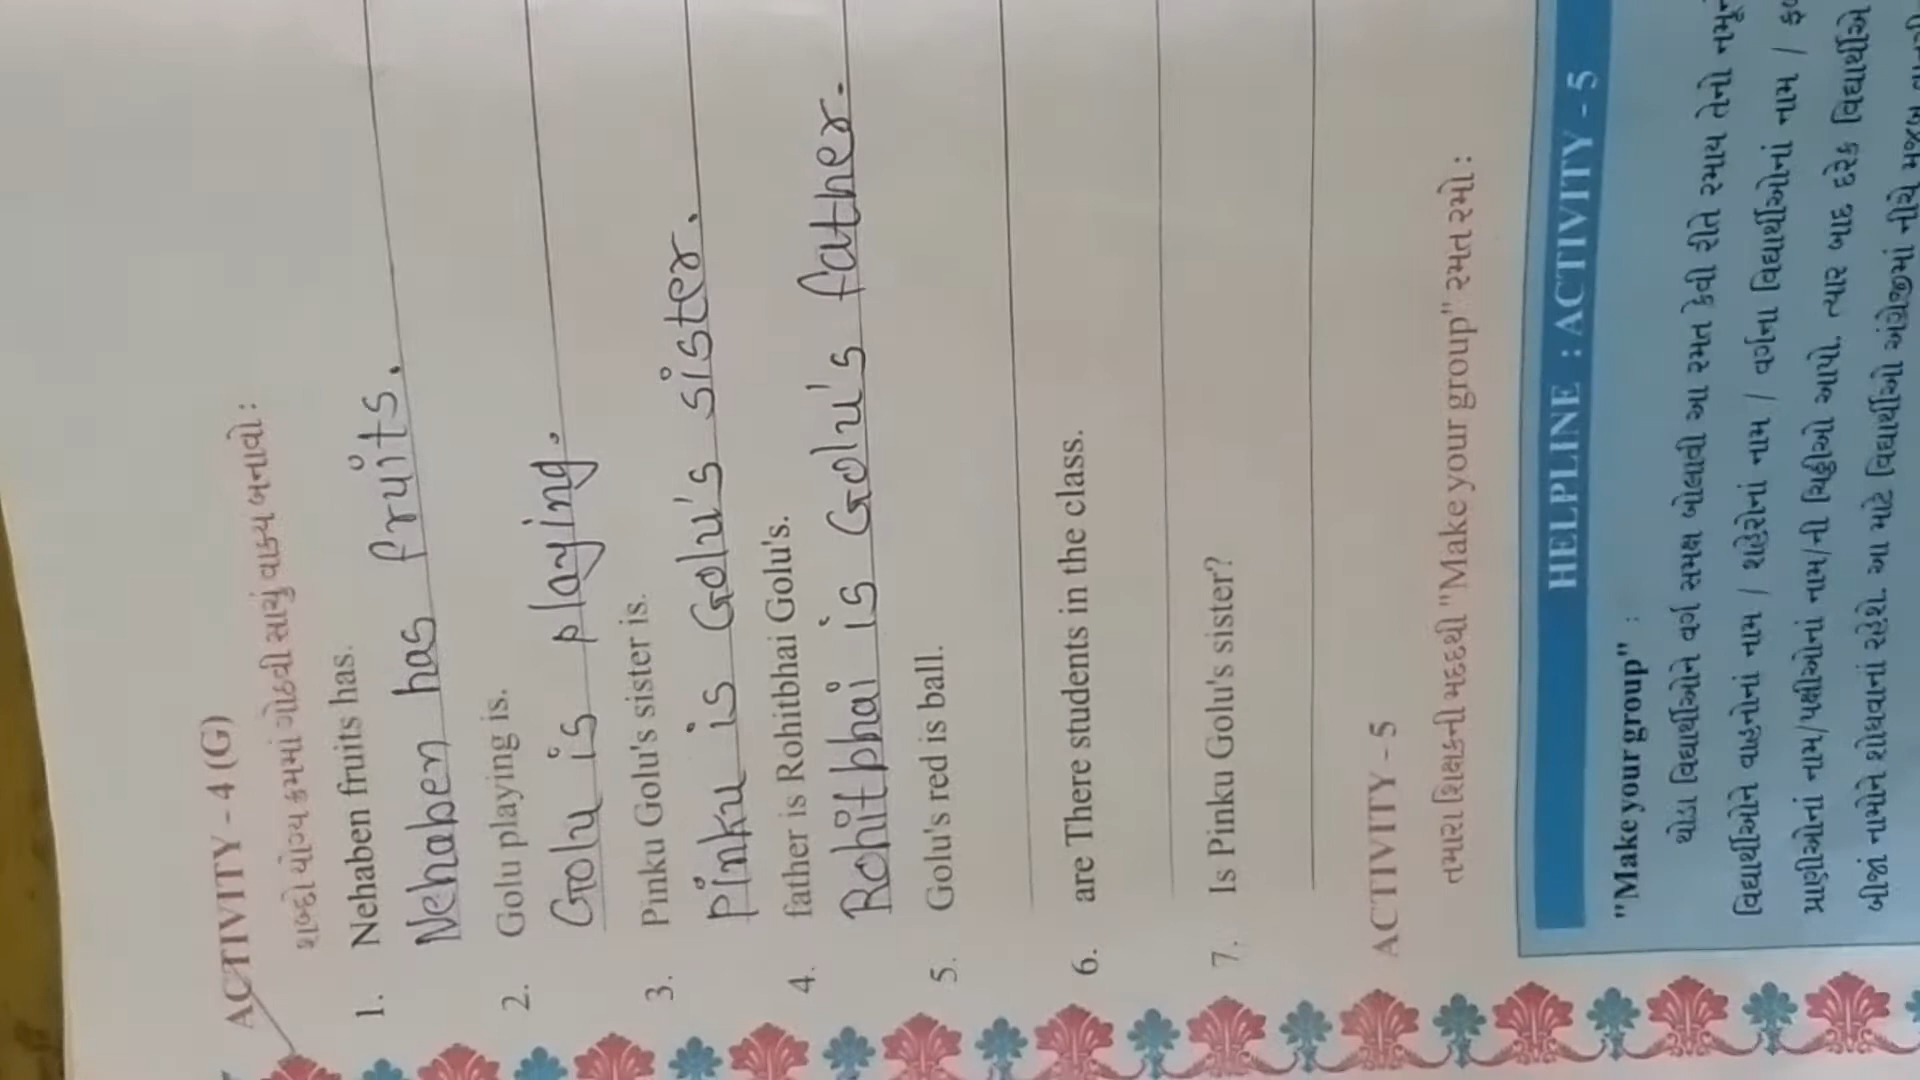 ACTIVITY - 4 (G)
શબ્દો યોગ્ય ક્રમમાં ગોઠવી સાચું વાક્ય બનાવો :
1. Nehaben fruits has.
Nehaben has fruits.
2. Golu playing is.
Golu is playing.
3. Pinku Golu's sister is.
Pinku is Golu's sister.
4. father is Rohitbhai Golu's.
Rohitbhai is Golu's father.
5. Golu's red is ball.
6. are There students in the class.
7. Is Pinku Golu's sister?
ACTIVITY - 5
તમારા શિક્ષકની મદદથી "Make your group" રમત રમો :
HELPLINE : ACTIVITY - 5
"Make your group" :
થોડા વિદ્યાર્થીઓને વર્ગ સમક્ષ બોલાવી આ રમત કેવી રીતે રમાય તેનો
વિદ્યાર્થીઓને વાહનોનાં નામ / શહેરોનાં નામ / વર્ગના વિદ્યાર્થીઓનાં નામ /
પ્રાણીઓનાં નામ/પક્ષીઓનાં નામ/ની ચિઠ્ઠીઓ આપો. ત્યાર બાદ દરેક વિદ્યાર્થીએ
બીજાં નામોને શોધવાનાં રહેશે. આ માટે વિદ્યાર્થીઓ અંગ્રેજીમાં નીચે મુજબ